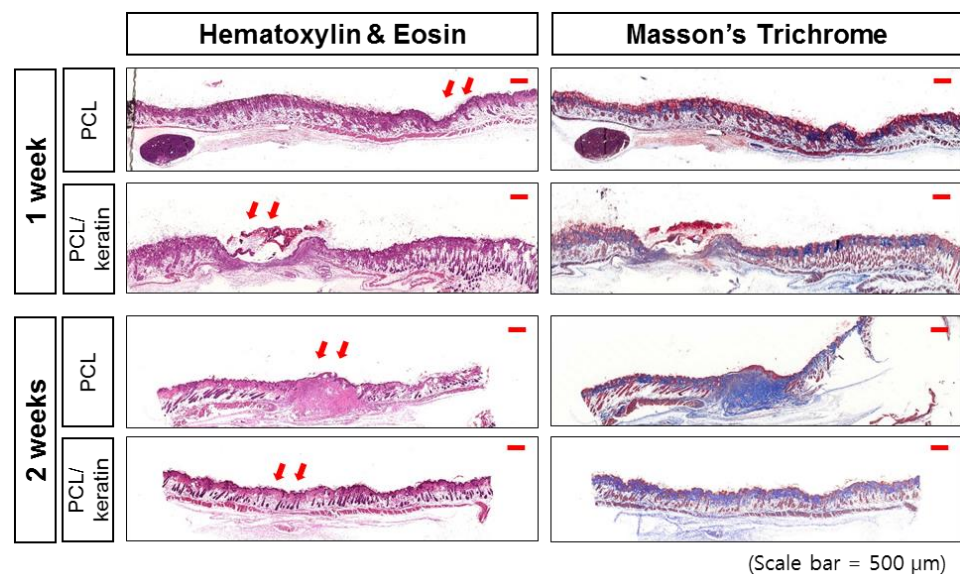 Hematoxylin & Eosin
Masson's Trichrome
1 week
PCL
PCL/
keratin
2 weeks
PCL
PCL/
keratin
(Scale bar = 500 μm)